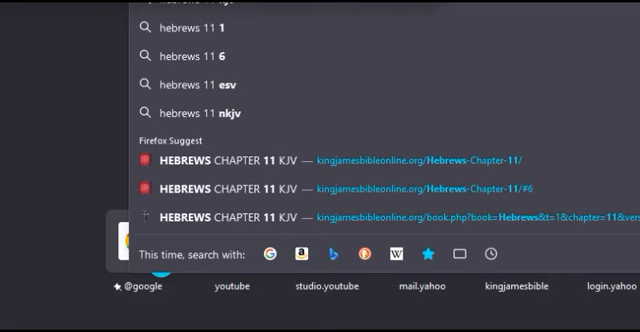 hebrews 11 1
hebrews 11 6
hebrews 11 esv
hebrews 11 nkjv
Firefox Suggest
HEBREWS CHAPTER 11 KJV — kingjamesbibleonline.org/Hebrews-Chapter-11/
HEBREWS CHAPTER 11 KJV — kingjamesbibleonline.org/Hebrews-Chapter-11/#6
HEBREWS CHAPTER 11 KJV — kingjamesbibleonline.org/book.php?book=Hebrews&t=1&chapter=11&vers
This time, search with: G a W
@google youtube studio.youtube mail.yahoo kingjamesbible login.yahoo